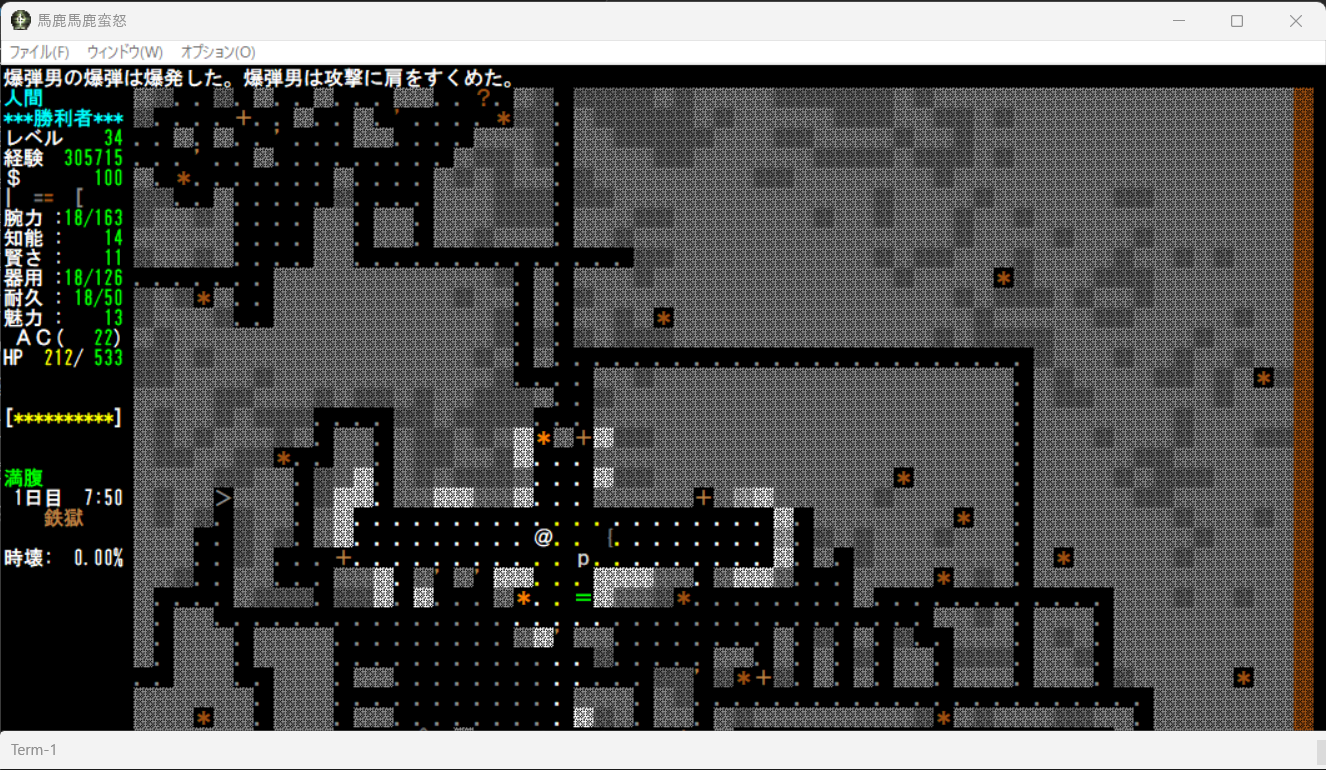 馬鹿馬鹿蛮怒
ファイル(F) ウィンドウ(W) オプション(O)
爆弾男の爆弾は爆発した。爆弾男は攻撃に肩をすくめた。
人間
***勝利者***
レベル 34
経験 305715
$ 100
| == [
腕力 :18/163
知能 : 14
賢さ : 11
器用 :18/126
耐久 : 18/50
魅力 : 13
AC( 22)
HP 212/ 533
[**********]
満腹
1日目 7:50
鉄獄
時壊: 0.00%
Term-1